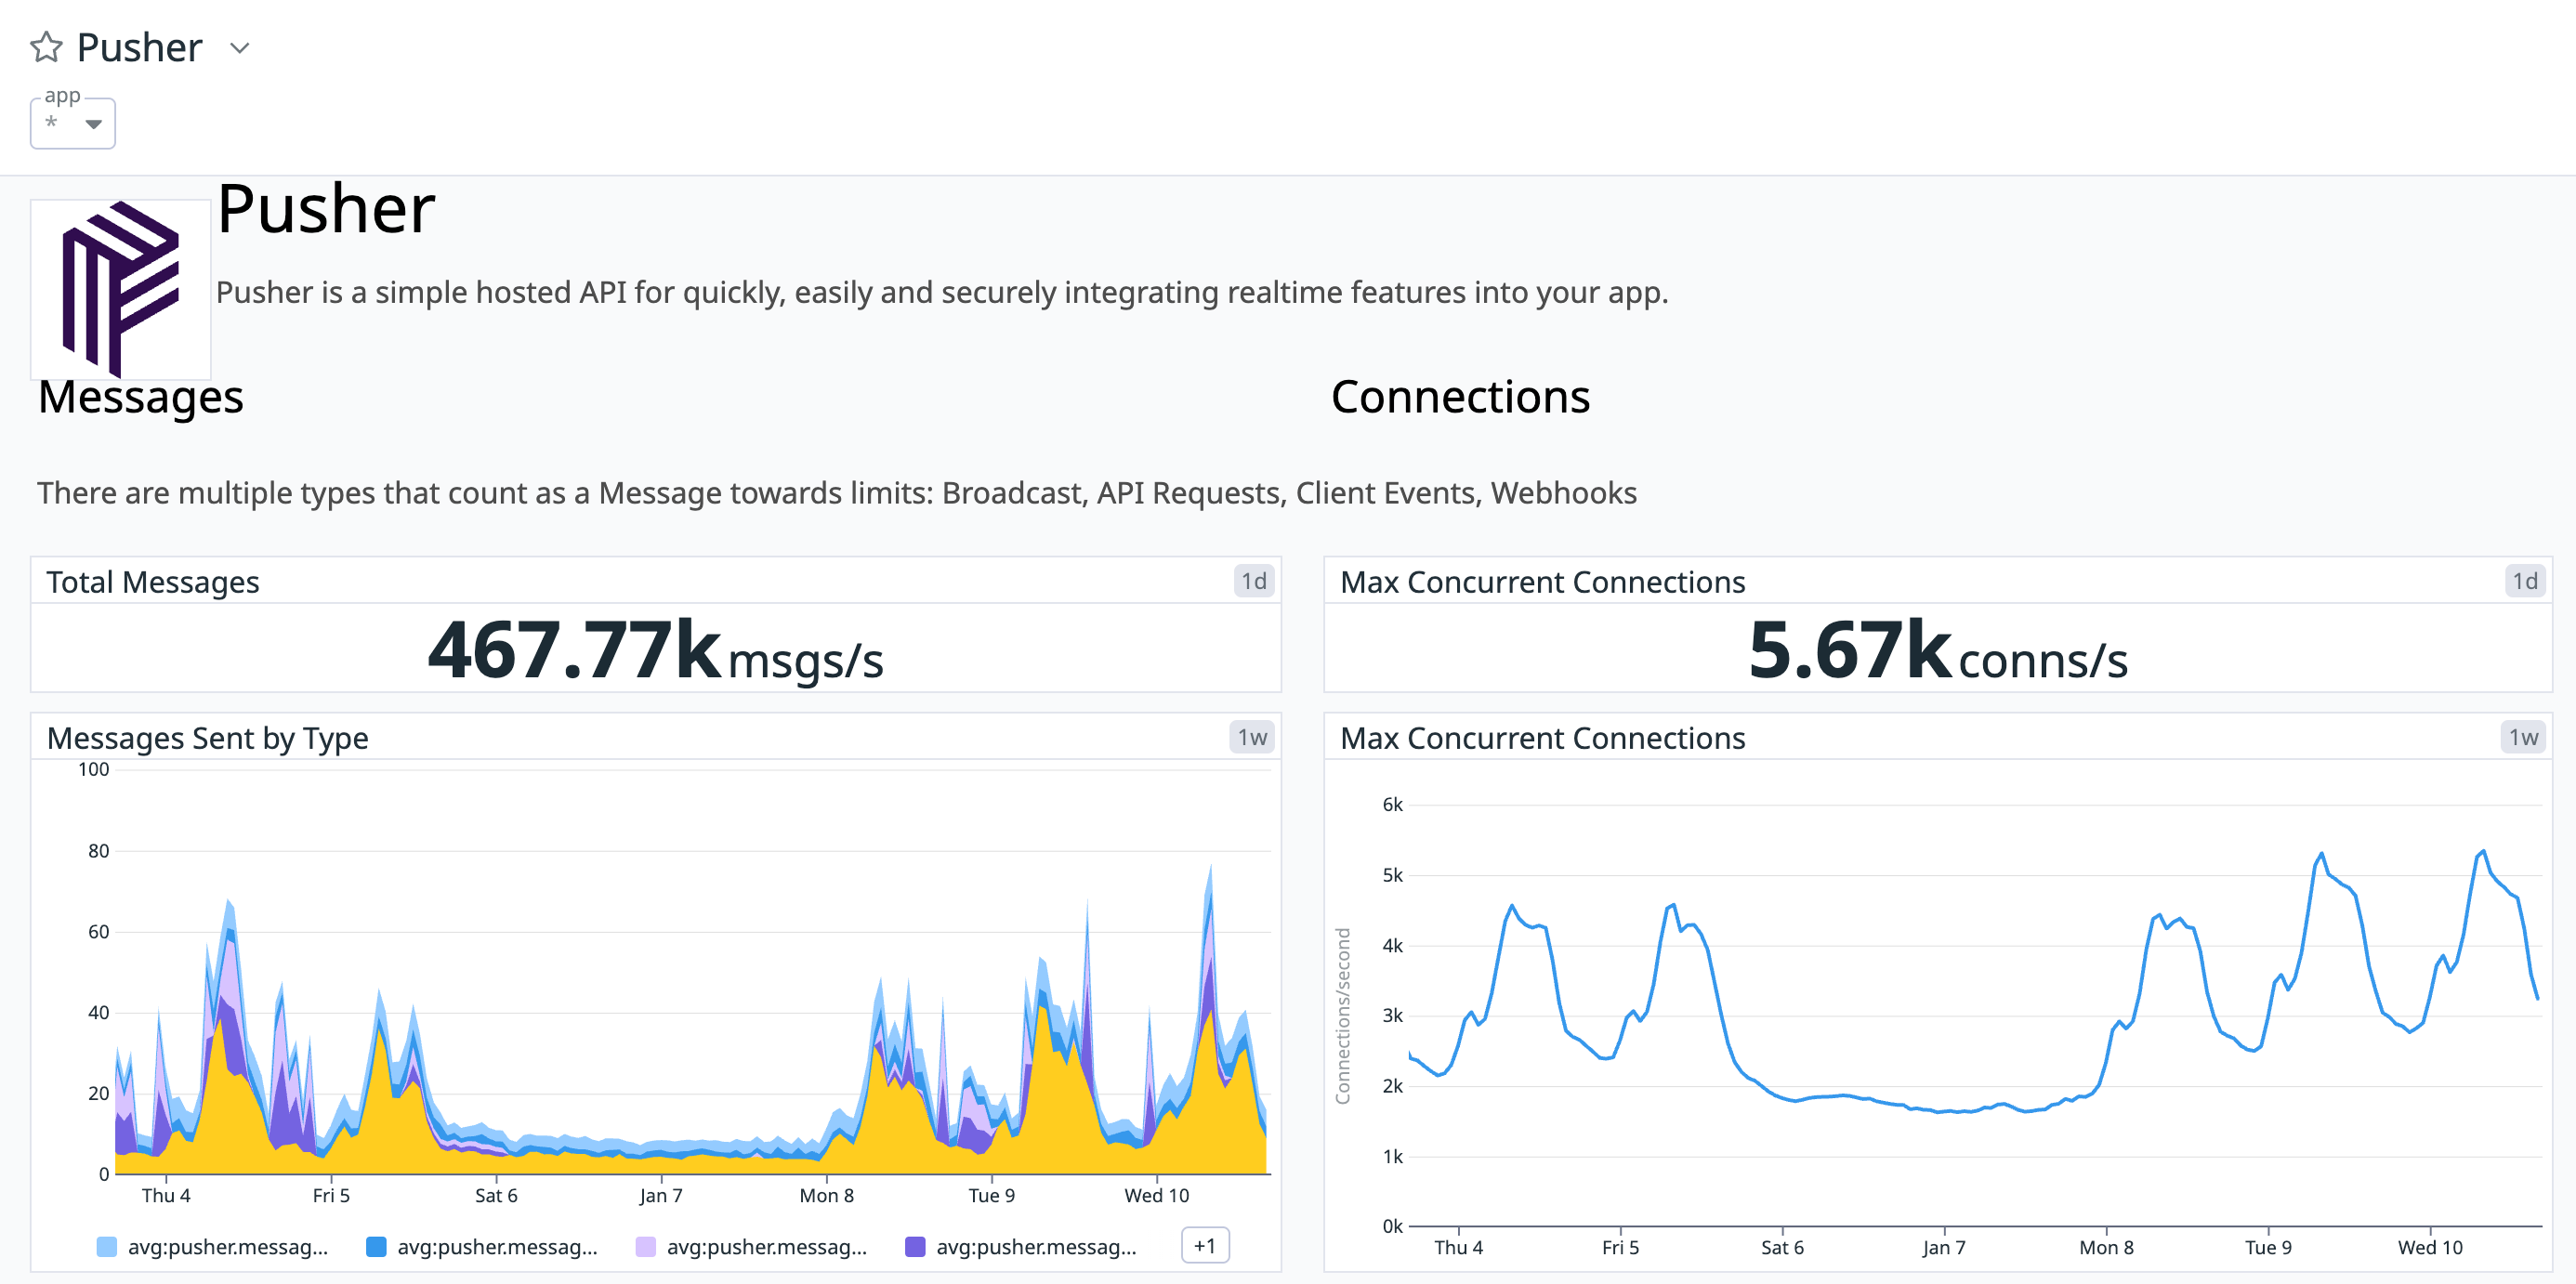 Pusher
app
*
Pusher
Pusher is a simple hosted API for quickly, easily and securely integrating realtime features into your app.
Messages
Connections
There are multiple types that count as a Message towards limits: Broadcast, API Requests, Client Events, Webhooks
Total Messages
1d
467.77k msgs/s
Max Concurrent Connections
1d
5.67k conns/s
Messages Sent by Type
1w
100
80
60
40
20
0
Thu 4 Fri 5 Sat 6 Jan 7 Mon 8 Tue 9 Wed 10
avg:pusher.messag... avg:pusher.messag... avg:pusher.messag... avg:pusher.messag... +1
Max Concurrent Connections
1w
Connections/second
6k
5k
4k
3k
2k
1k
0k
Thu 4 Fri 5 Sat 6 Jan 7 Mon 8 Tue 9 Wed 10